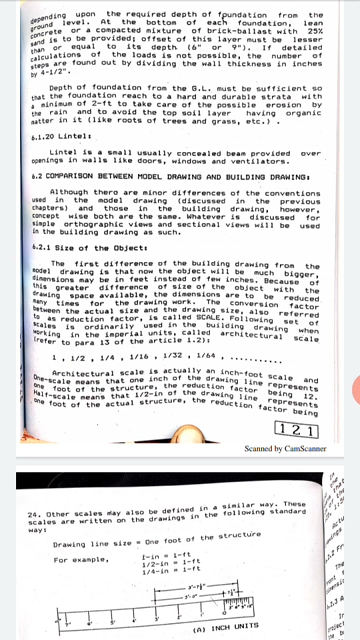 depending upon the required depth of foundation from the
ground level. At the bottom of each foundation, lean
concrete or a compacted mixture of brick-ballast with 25%
sand is to be provided; offset of this layer must be lesser
than or equal to its depth (6" or 9"). If detailed
calculations of the loads is not possible, the number of
steps are found out by dividing the wall thickness in inches
by 4-1/2".
Depth of foundation from the G.L. must be sufficient so
that the foundation reach to a hard and durable strata with
a minimum of 2-ft to take care of the possible erosion by
the rain and to avoid the top soil layer having organic
matter in it (like roots of trees and grass, etc.) .
6.1.20 Lintel:
Lintel is a small usually concealed beam provided over
openings in walls like doors, windows and ventilators.
6.2 COMPARISON BETWEEN MODEL DRAWING AND BUILDING DRAWING:
Although there are minor differences of the conventions
used in the model drawing (discussed in the previous
chapters) and those in the building drawing, however,
concept wise both are the same. Whatever is discussed for
simple orthographic views and sectional views will be used
in the building drawing as such.
6.2.1 Size of the Object:
The first difference of the building drawing from the
model drawing is that now the object will be much bigger,
dimensions may be in feet instead of few inches. Because of
this greater difference of size of the object with the
drawing space available, the dimensions are to be reduced
many times for the drawing work. The conversion factor
between the actual size and the drawing size, also referred
to as reduction factor, is called SCALE. Following set of
scales is ordinarily used in the building drawing when
working in the imperial units, called architectural scale
(refer to para 13 of the article 1.2):
1 , 1/2 , 1/4 , 1/16 , 1/32 , 1/64 , ...........
Architectural scale is actually an inch-foot scale and
One-scale means that one inch of the drawing line represents
one foot of the structure, the reduction factor being 12.
Half-scale means that 1/2-in of the drawing line represents
one foot of the actual structure, the reduction factor being
121
Scanned by CamScanner
24. Other scales may also be defined in a similar way. These
scales are written on the drawings in the following standard
way:
Drawing line size = One foot of the structure
For example, 1-in = 1-ft
1/2-in = 1-ft
1/4-in = 1-ft
(A) INCH UNITS